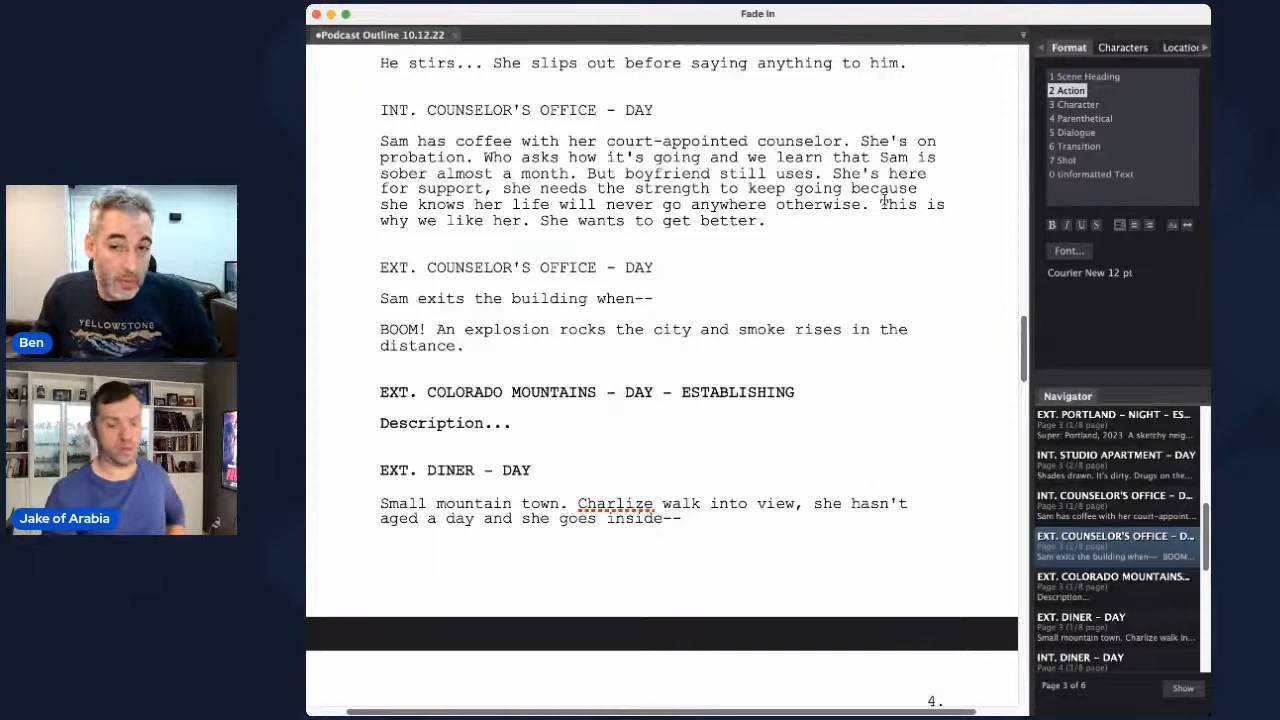 Fade In
•Podcast Outline 10.12.22
He stirs... She slips out before saying anything to him.
INT. COUNSELOR'S OFFICE - DAY
Sam has coffee with her court-appointed counselor. She's on
probation. Who asks how it's going and we learn that Sam is
sober almost a month. But boyfriend still uses. She's here
for support, she needs the strength to keep going because
she knows her life will never go anywhere otherwise. This is
why we like her. She wants to get better.
EXT. COUNSELOR'S OFFICE - DAY
Sam exits the building when--
BOOM! An explosion rocks the city and smoke rises in the
distance.
EXT. COLORADO MOUNTAINS - DAY - ESTABLISHING
Description...
EXT. DINER - DAY
Small mountain town. Charlize walk into view, she hasn't
aged a day and she goes inside--
4.
Format Characters Location
1 Scene Heading
2 Action
3 Character
4 Parenthetical
5 Dialogue
6 Transition
7 Shot
0 Unformatted Text
B I U S
Aa
Font...
Courier New 12 pt
Navigator
EXT. PORTLAND - NIGHT - ES...
Page 3 (1/8 page)
Super: Portland, 2023 A sketchy neig...
INT. STUDIO APARTMENT - DAY
Page 3 (2/8 page)
Shades drawn. It's dirty. Drugs on the...
INT. COUNSELOR'S OFFICE - D...
Sam has coffee with her court-appoint...
EXT. COUNSELOR'S OFFICE - D...
Sam exits the building when-- BOOM...
EXT. COLORADO MOUNTAINS...
Page 3 (1/8 page)
Description...
EXT. DINER - DAY
Page 3 (1/8 page)
Small mountain town. Charlize walk in...
INT. DINER - DAY
Page 4 (3/8 page)
Page 3 of 6
Show
YELLOWSTONE
Ben
Jake of Arabia